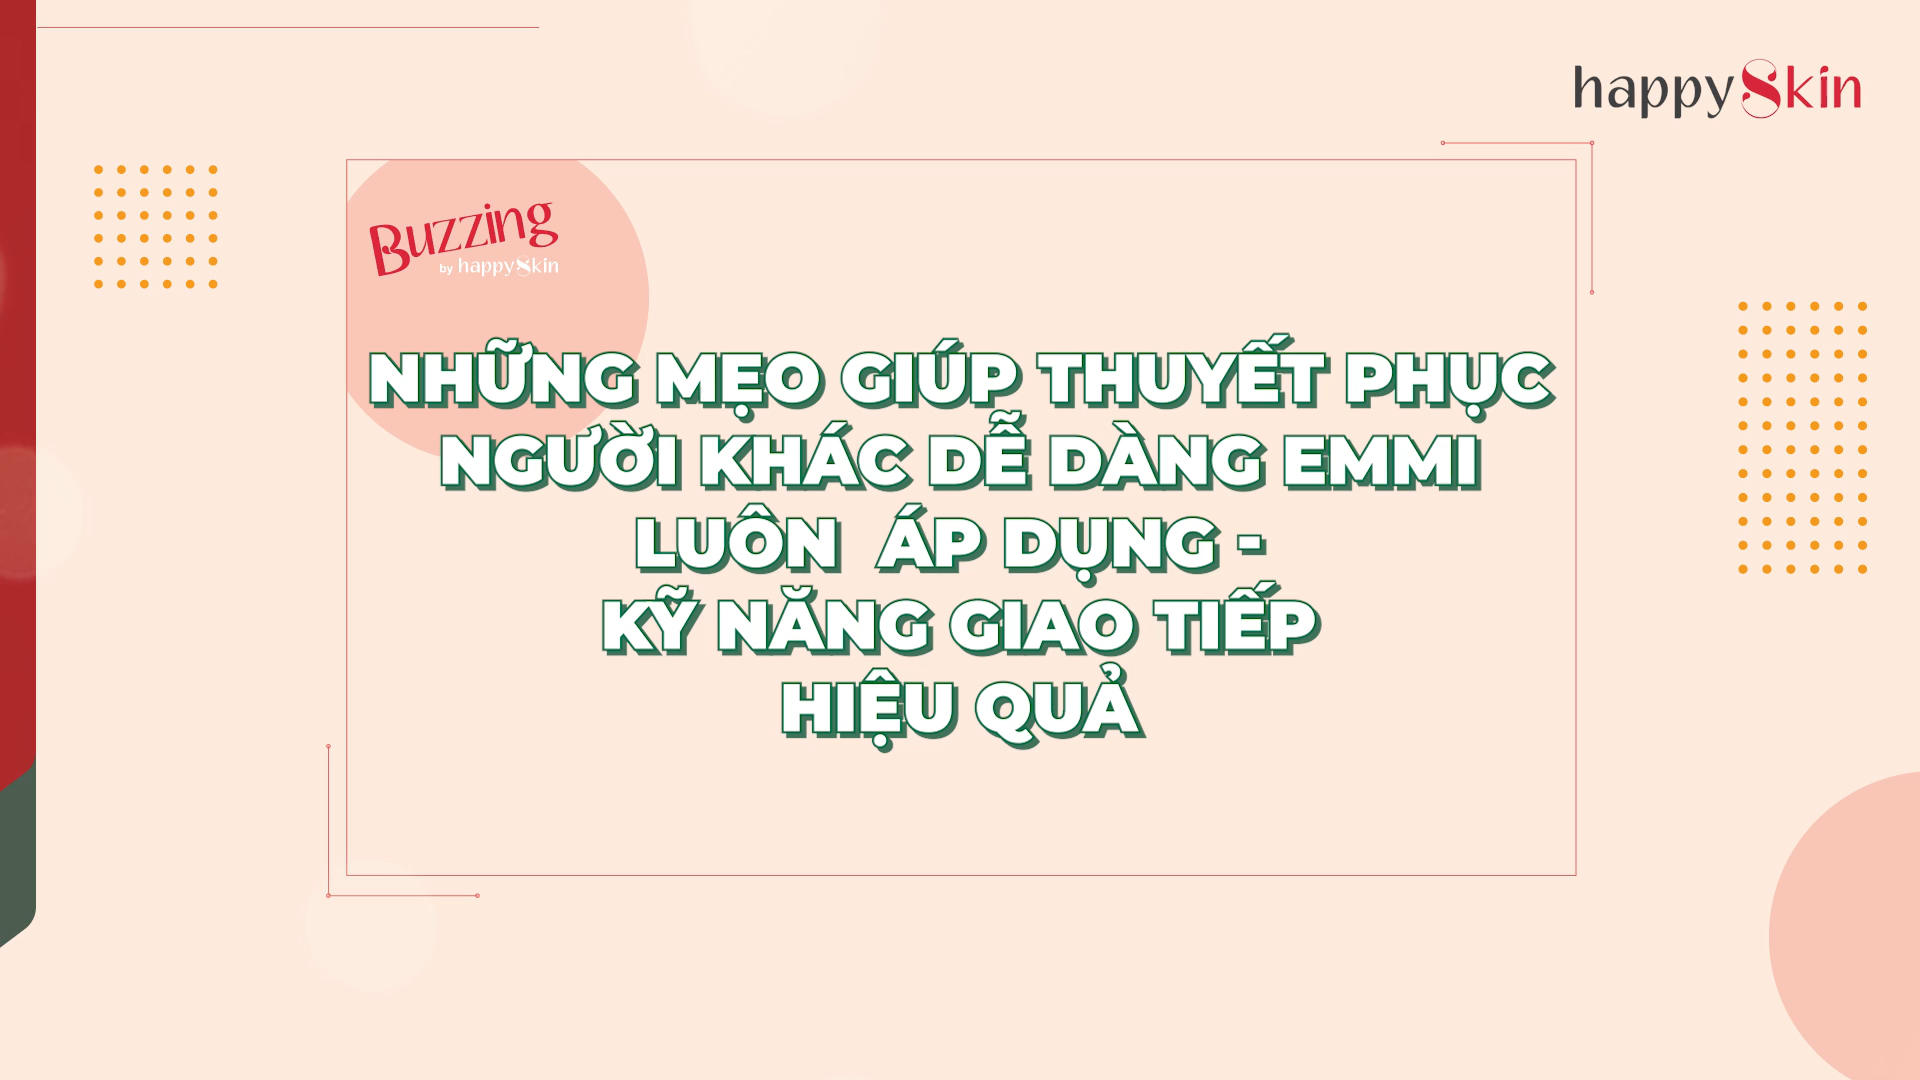 happySkin
Buzzing
by happySkin
NHỮNG MẸO GIÚP THUYẾT PHỤC
NGƯỜI KHÁC DỄ DÀNG EMMI
LUÔN ÁP DỤNG -
KỸ NĂNG GIAO TIẾP
HIỆU QUẢ